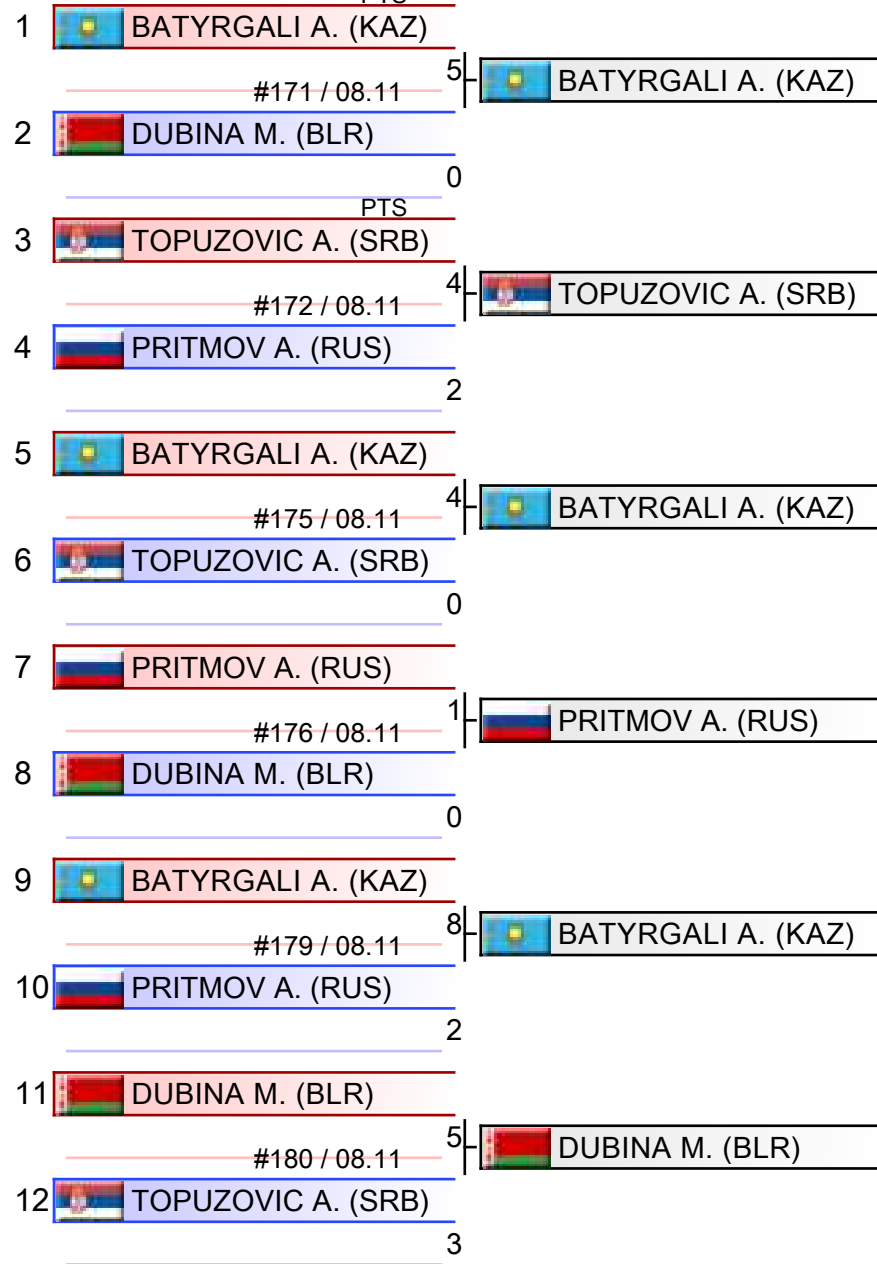 PTS
1 BATYRGALI A. (KAZ)
5 BATYRGALI A. (KAZ)
#171 / 08.11
2 DUBINA M. (BLR)
0
PTS
3 TOPUZOVIC A. (SRB)
4 TOPUZOVIC A. (SRB)
#172 / 08.11
4 PRITMOV A. (RUS)
2
5 BATYRGALI A. (KAZ)
4 BATYRGALI A. (KAZ)
#175 / 08.11
6 TOPUZOVIC A. (SRB)
0
7 PRITMOV A. (RUS)
1 PRITMOV A. (RUS)
#176 / 08.11
8 DUBINA M. (BLR)
0
9 BATYRGALI A. (KAZ)
8 BATYRGALI A. (KAZ)
#179 / 08.11
10 PRITMOV A. (RUS)
2
11 DUBINA M. (BLR)
5 DUBINA M. (BLR)
#180 / 08.11
12 TOPUZOVIC A. (SRB)
3